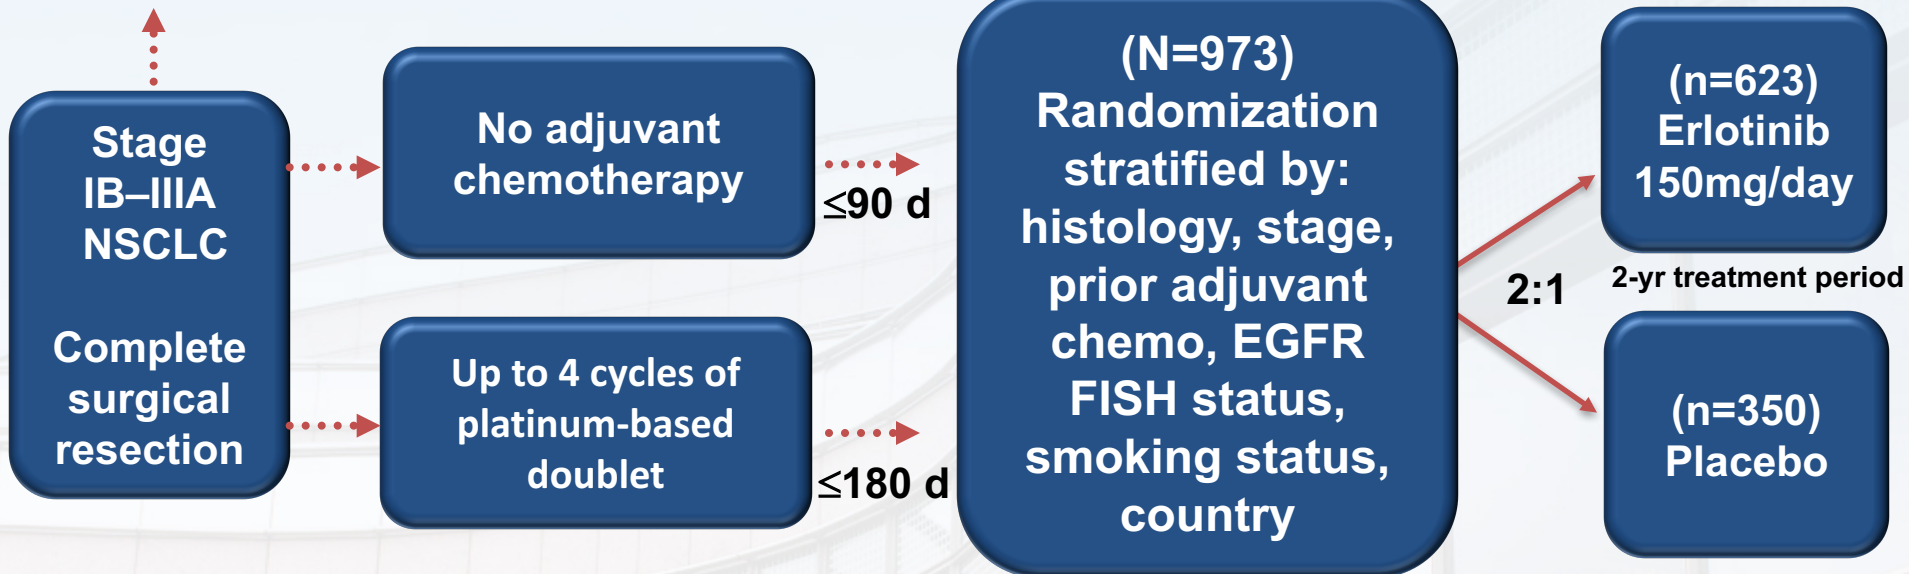 Stage
IB–IIIA
NSCLC
Complete
surgical
resection
No adjuvant
chemotherapy
≤90 d
Up to 4 cycles of
platinum-based
doublet
≤180 d
(N=973)
Randomization
stratified by:
histology, stage,
prior adjuvant
chemo, EGFR
FISH status,
smoking status,
country
2:1
(n=623)
Erlotinib
150mg/day
2-yr treatment period
(n=350)
Placebo